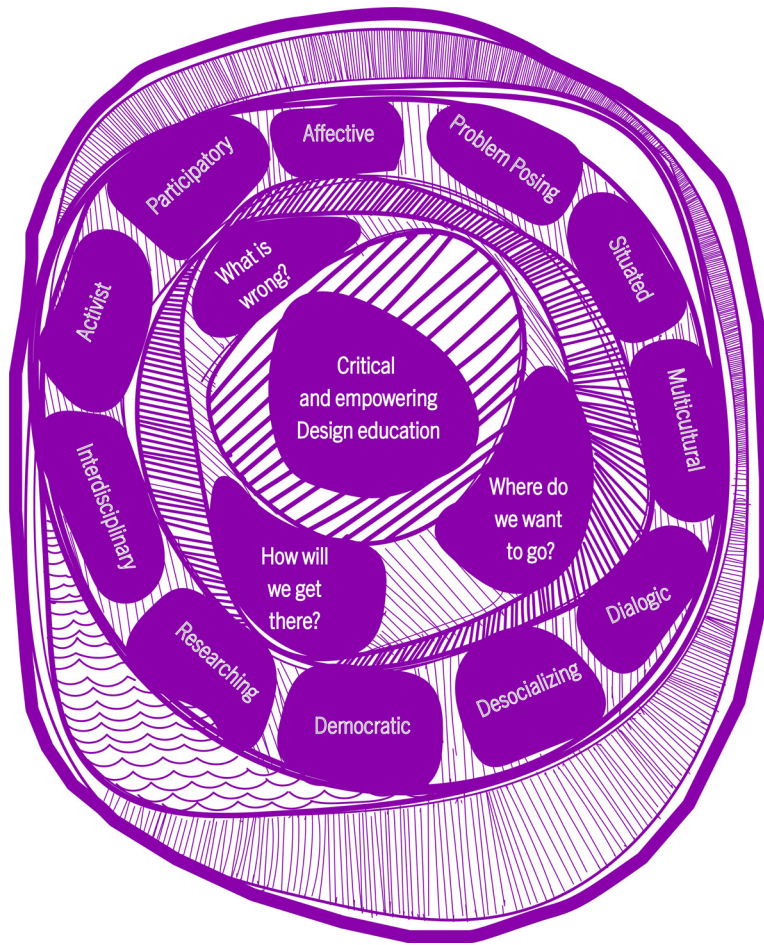 Affective
Problem Posing
Situated
Multicultural
Dialogic
Desocializing
Democratic
Researching
Interdisciplinary
Activist
Participatory
What is
wrong?
Where do
we want
to go?
How will
we get
there?
Critical
and empowering
Design education